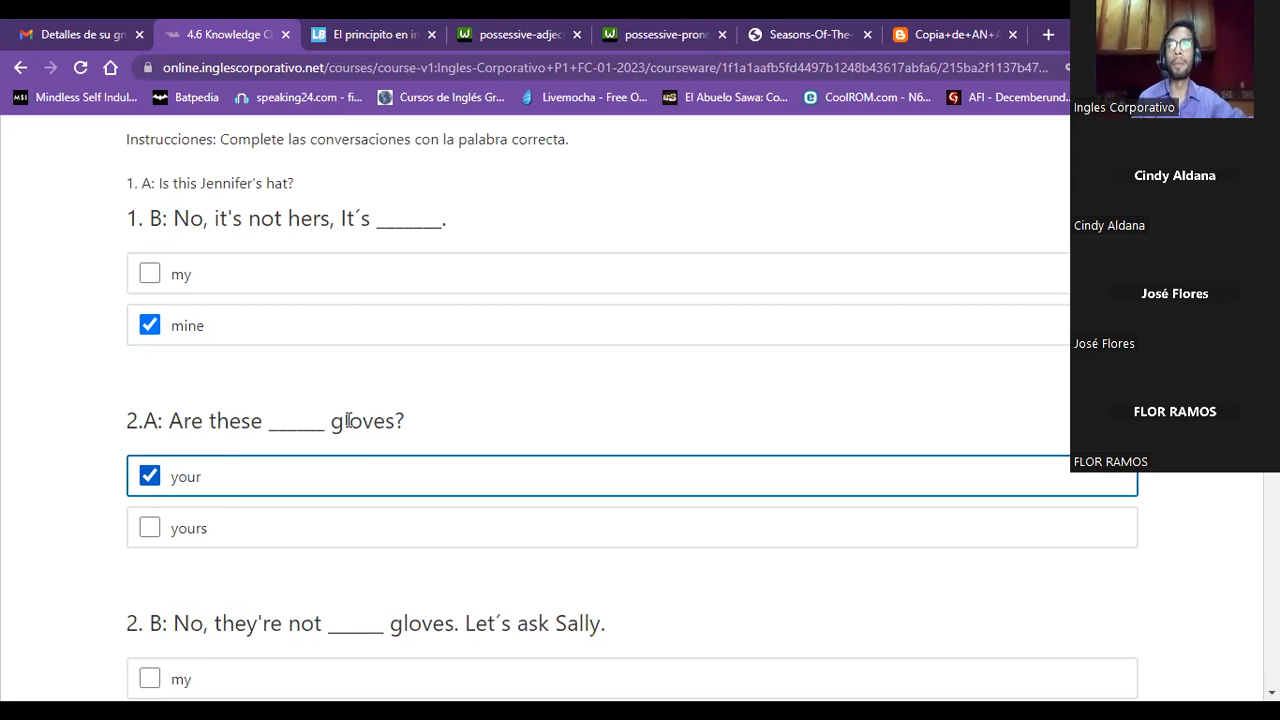 Detalles de su gru
4.6 Knowledge C
El principito en in
possessive-adjec
possessive-prono
Seasons-Of-The-
Copia+de+AN+A
online.inglescorporativo.net/courses/course-v1:Ingles-Corporativo+P1+FC-01-2023/courseware/1f1a1aafb5fd4497b1248b43617abfa6/215ba2f1137b47...
Mindless Self Indul...
Batpedia
speaking24.com - fi...
Cursos de Inglés Gr...
Livemocha - Free O...
El Abuelo Sawa: Co...
CoolROM.com - N6...
AFI - Decemberund...
Instrucciones: Complete las conversaciones con la palabra correcta.
1. A: Is this Jennifer's hat?
1. B: No, it's not hers, It´s _______.
my
mine
2.A: Are these ______ gloves?
your
yours
2. B: No, they're not ______ gloves. Let´s ask Sally.
my
Ingles Corporativo
Cindy Aldana
Cindy Aldana
José Flores
José Flores
FLOR RAMOS
FLOR RAMOS